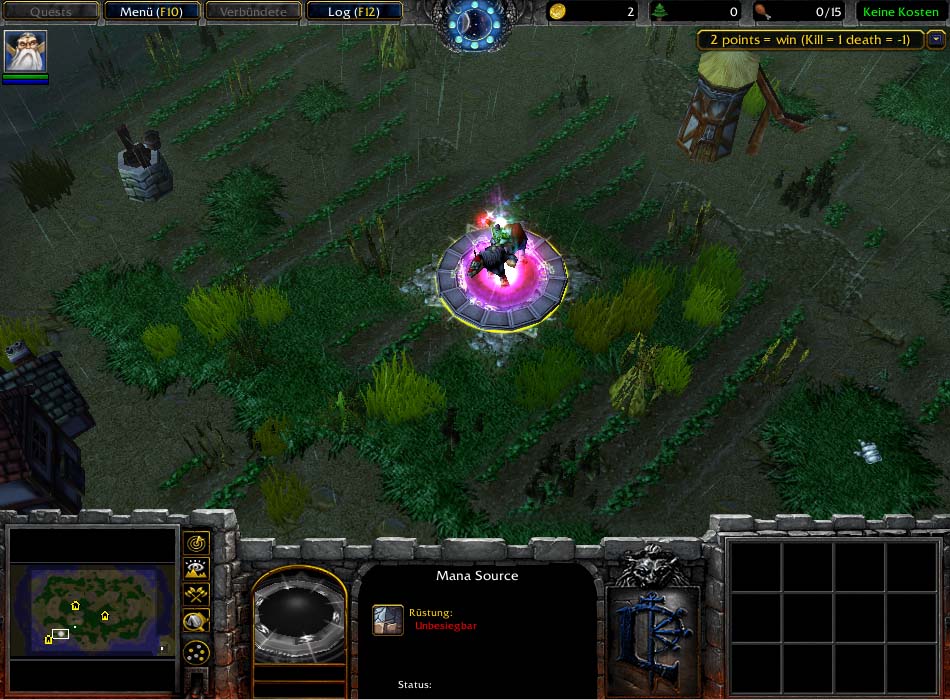 Quests Menü (F10) Verbündete Log (F12) 2 0 0/15 Keine Kosten
2 points = win (Kill = 1 death = -1)
Mana Source
Rüstung:
Unbesiegbar
Status: